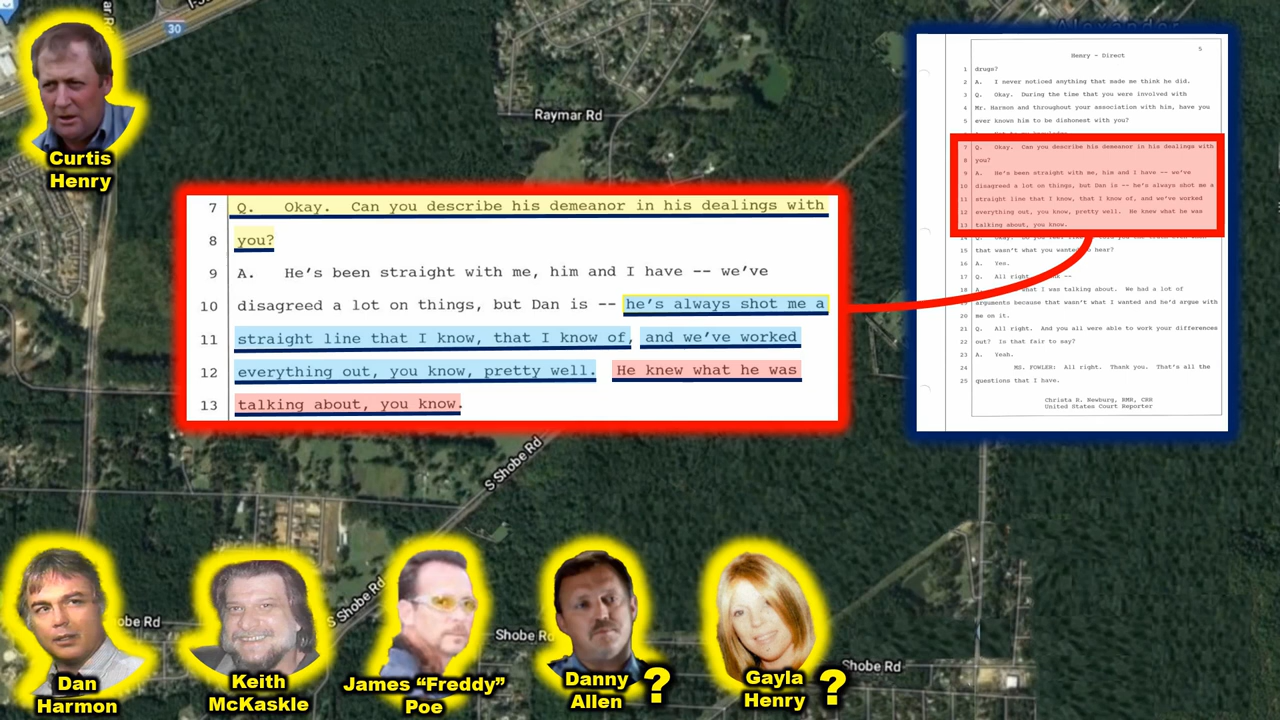 30
Alexander
Raymar Rd
Curtis
Henry
7 Q. Okay. Can you describe his demeanor in his dealings with
8 you?
9 A. He's been straight with me, him and I have -- we've
10 disagreed a lot on things, but Dan is -- he's always shot me a
11 straight line that I know, that I know of, and we've worked
12 everything out, you know, pretty well. He knew what he was
13 talking about, you know.
Henry - Direct
5
1 drugs?
2 A. I never noticed anything that made me think he did.
3 Q. Okay. During the time that you were involved with
4 Mr. Harmon and throughout your association with him, have you
5 ever known him to be dishonest with you?
7 Q. Okay. Can you describe his demeanor in his dealings with
8 you?
9 A. He's been straight with me, him and I have -- we've
10 disagreed a lot on things, but Dan is -- he's always shot me a
11 straight line that I know, that I know of, and we've worked
12 everything out, you know, pretty well. He knew what he was
13 talking about, you know.
15 that wasn't what you wanted hear?
16 A. Yes.
17 Q. All right. --
18 what I was talking about. We had a lot of
arguments because that wasn't what I wanted and he'd argue with
20 me on it.
21 Q. All right. And you all were able to work your differences
22 out? Is that fair to say?
23 A. Yeah.
24 MS. FOWLER: All right. Thank you. That's all the
25 questions that I have.
Christa R. Newburg, RMR, CRR
United States Court Reporter
S Shobe Rd
S Shobe Rd
hobe Rd
Shobe Rd
Shobe Rd
Dan
Harmon
Keith
McKaskle
James “Freddy”
Poe
Danny
Allen ?
Gayla
Henry ?